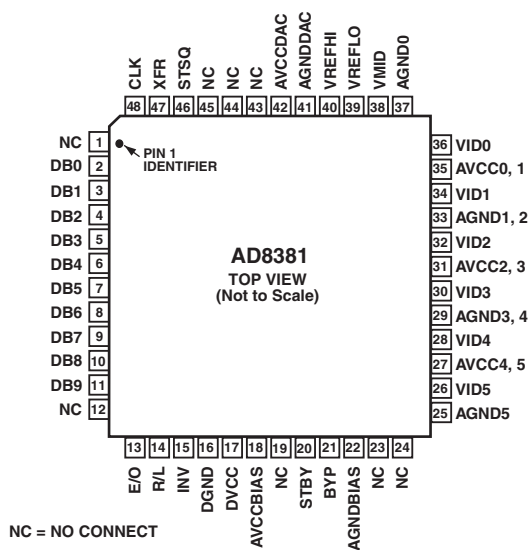 CLK XFR STSQ NC NC NC AVCCDAC AGNDDAC VREFHI VREFLO VMID AGND0
48 47 46 45 44 43 42 41 40 39 38 37
NC 1
DB0 2
DB1 3
DB2 4
DB3 5
DB4 6
DB5 7
DB6 8
DB7 9
DB8 10
DB9 11
NC 12
PIN 1
IDENTIFIER
AD8381
TOP VIEW
(Not to Scale)
36 VID0
35 AVCC0, 1
34 VID1
33 AGND1, 2
32 VID2
31 AVCC2, 3
30 VID3
29 AGND3, 4
28 VID4
27 AVCC4, 5
26 VID5
25 AGND5
13 14 15 16 17 18 19 20 21 22 23 24
E/O R/L INV DGND DVCC AVCCBIAS NC STBY BYP AGNDBIAS NC NC
NC = NO CONNECT